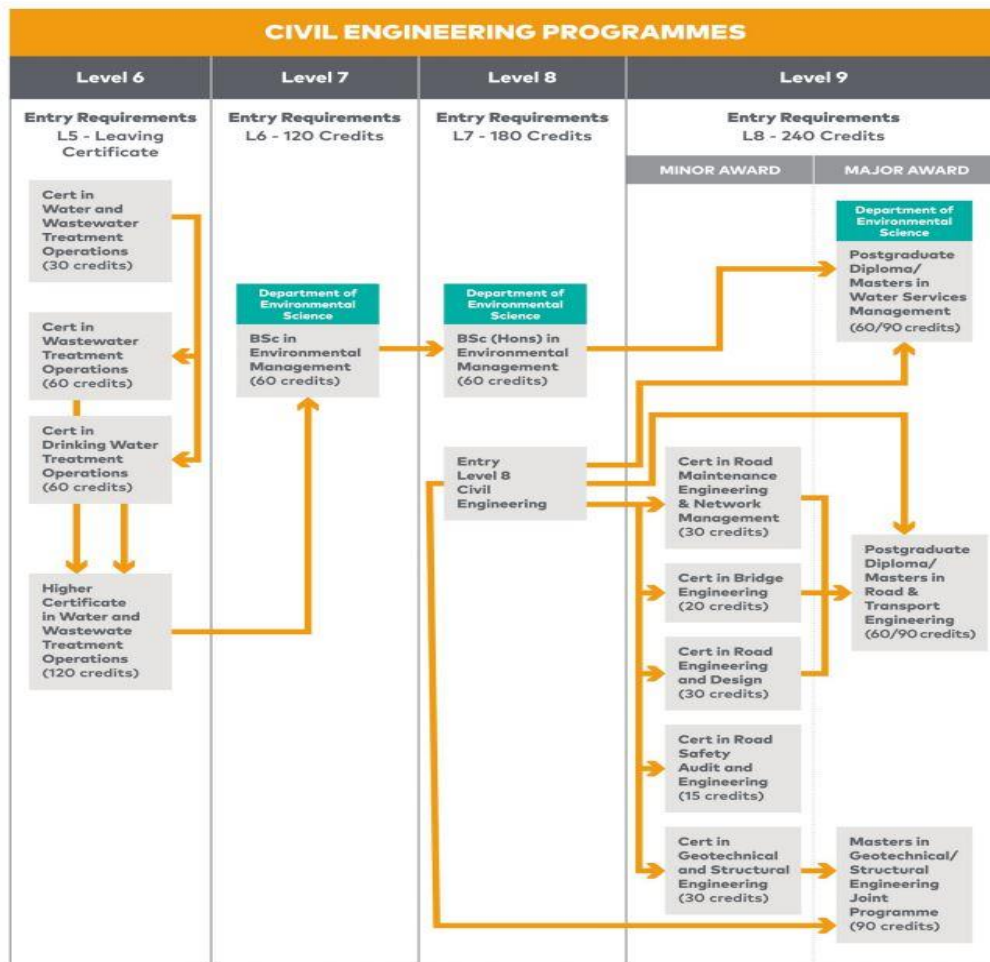 CIVIL ENGINEERING PROGRAMMES
Level 6
Level 7
Level 8
Level 9
Entry Requirements
L5 - Leaving
Certificate
Entry Requirements
L6 - 120 Credits
Entry Requirements
L7 - 180 Credits
Entry Requirements
L8 - 240 Credits
MINOR AWARD
MAJOR AWARD
Cert in
Water and
Wastewater
Treatment
Operations
(30 credits)
Cert in
Wastewater
Treatment
Operations
(60 credits)
Cert in
Drinking Water
Treatment
Operations
(60 credits)
Higher
Certificate
in Water and
Wastewate
Treatment
Operations
(120 credits)
Department of
Environmental
Science
BSc in
Environmental
Management
(60 credits)
Department of
Environmental
Science
BSc (Hons) in
Environmental
Management
(60 credits)
Entry
Level 8
Civil
Engineering
Cert in Road
Maintenance
Engineering
& Network
Management
(30 credits)
Cert in Bridge
Engineering
(20 credits)
Cert in Road
Engineering
and Design
(30 credits)
Cert in Road
Safety
Audit and
Engineering
(15 credits)
Cert in
Geotechnical
and Structural
Engineering
(30 credits)
Department of
Environmental
Science
Postgraduate
Diploma/
Masters in
Water Services
Management
(60/90 credits)
Postgraduate
Diploma/
Masters in
Road &
Transport
Engineering
(60/90 credits)
Masters in
Geotechnical/
Structural
Engineering
Joint
Programme
(90 credits)